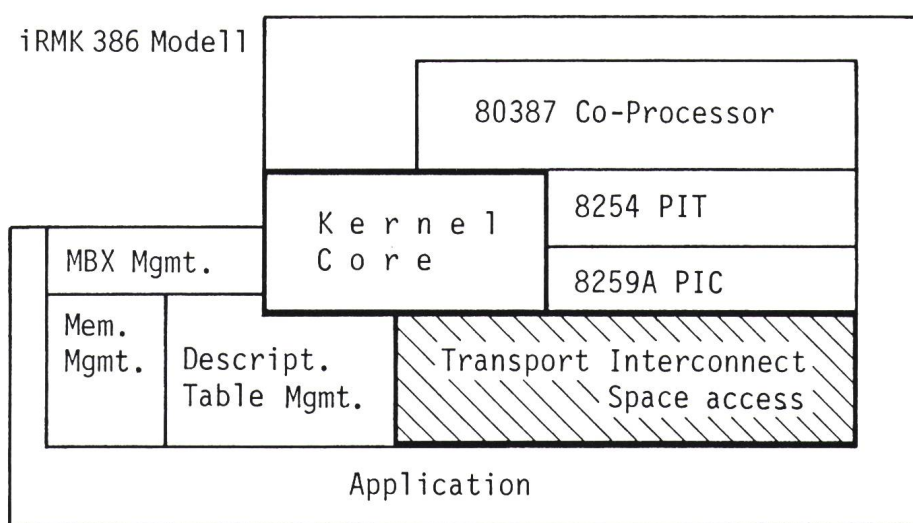 iRMK 386 Modell
80387 Co-Processor
Kernel
Core
8254 PIT
8259A PIC
MBX Mgmt.
Mem.
Mgmt.
Descript.
Table Mgmt.
Transport Interconnect
Space access
Application